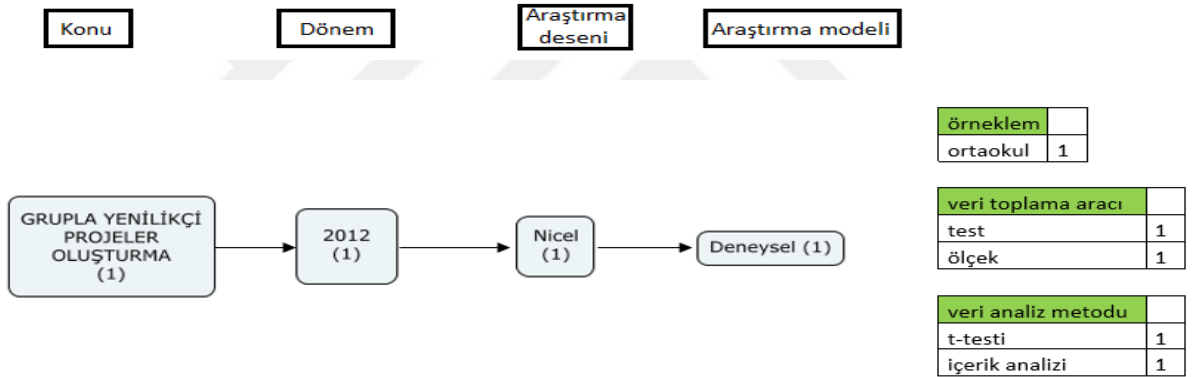 Konu
Dönem
Araştırma
deseni
Araştırma modeli
örneklem
ortaokul 1
GRUPLA YENİLİKÇİ
PROJELER
OLUŞTURMA
(1)
2012
(1)
Nicel
(1)
Deneysel (1)
veri toplama aracı
test 1
ölçek 1
veri analiz metodu
t-testi 1
içerik analizi 1